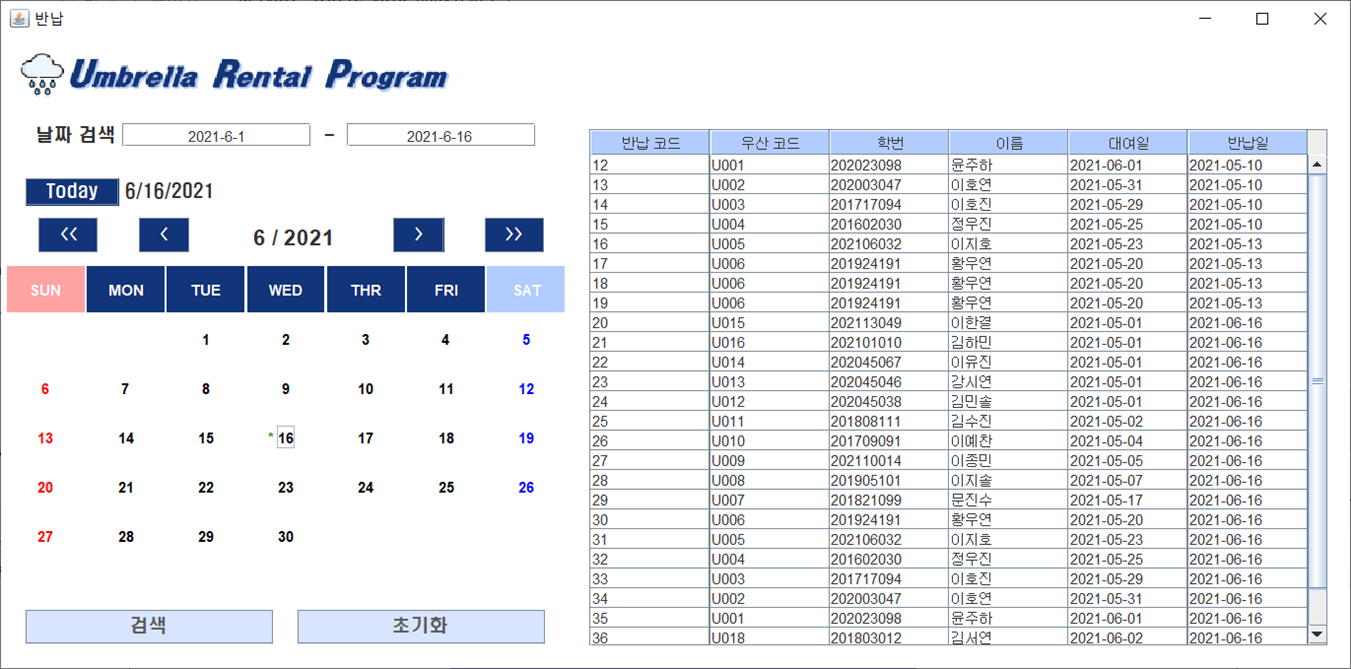 반납
Umbrella Rental Program
날짜 검색 2021-6-1 - 2021-6-16
Today 6/16/2021
<< < 6 / 2021 > >>
SUN MON TUE WED THR FRI SAT
1 2 3 4 5
6 7 8 9 10 11 12
13 14 15 * 16 17 18 19
20 21 22 23 24 25 26
27 28 29 30
검색 초기화
반납 코드 우산 코드 학번 이름 대여일 반납일
12 U001 202023098 윤주하 2021-06-01 2021-05-10
13 U002 202003047 이호연 2021-05-31 2021-05-10
14 U003 201717094 이호진 2021-05-29 2021-05-10
15 U004 201602030 정우진 2021-05-25 2021-05-10
16 U005 202106032 이지호 2021-05-23 2021-05-13
17 U006 201924191 황우연 2021-05-20 2021-05-13
18 U006 201924191 황우연 2021-05-20 2021-05-13
19 U006 201924191 황우연 2021-05-20 2021-05-13
20 U015 202113049 이한결 2021-05-01 2021-06-16
21 U016 202101010 김하민 2021-05-01 2021-06-16
22 U014 202045067 이유진 2021-05-01 2021-06-16
23 U013 202045046 강시연 2021-05-01 2021-06-16
24 U012 202045038 김민솔 2021-05-01 2021-06-16
25 U011 201808111 김수진 2021-05-02 2021-06-16
26 U010 201709091 이예찬 2021-05-04 2021-06-16
27 U009 202110014 이종민 2021-05-05 2021-06-16
28 U008 201905101 이지솔 2021-05-07 2021-06-16
29 U007 201821099 문진수 2021-05-17 2021-06-16
30 U006 201924191 황우연 2021-05-20 2021-06-16
31 U005 202106032 이지호 2021-05-23 2021-06-16
32 U004 201602030 정우진 2021-05-25 2021-06-16
33 U003 201717094 이호진 2021-05-29 2021-06-16
34 U002 202003047 이호연 2021-05-31 2021-06-16
35 U001 202023098 윤주하 2021-06-01 2021-06-16
36 U018 201803012 김서연 2021-06-02 2021-06-16